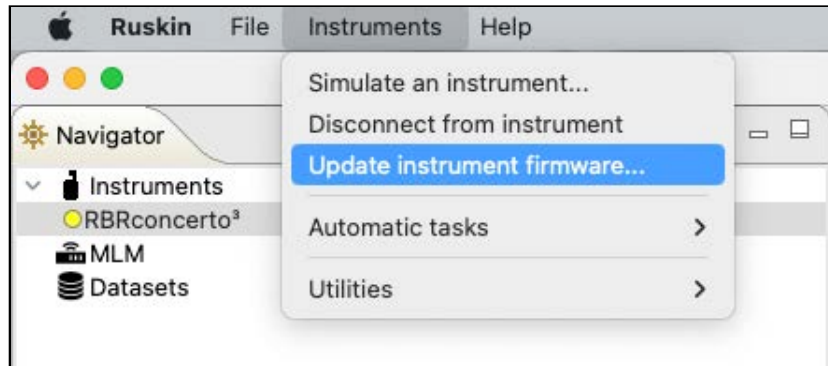 Ruskin File Instruments Help
Simulate an instrument...
Disconnect from instrument
Update instrument firmware...
Automatic tasks
Utilities
Navigator
Instruments
RBRconcerto³
MLM
Datasets